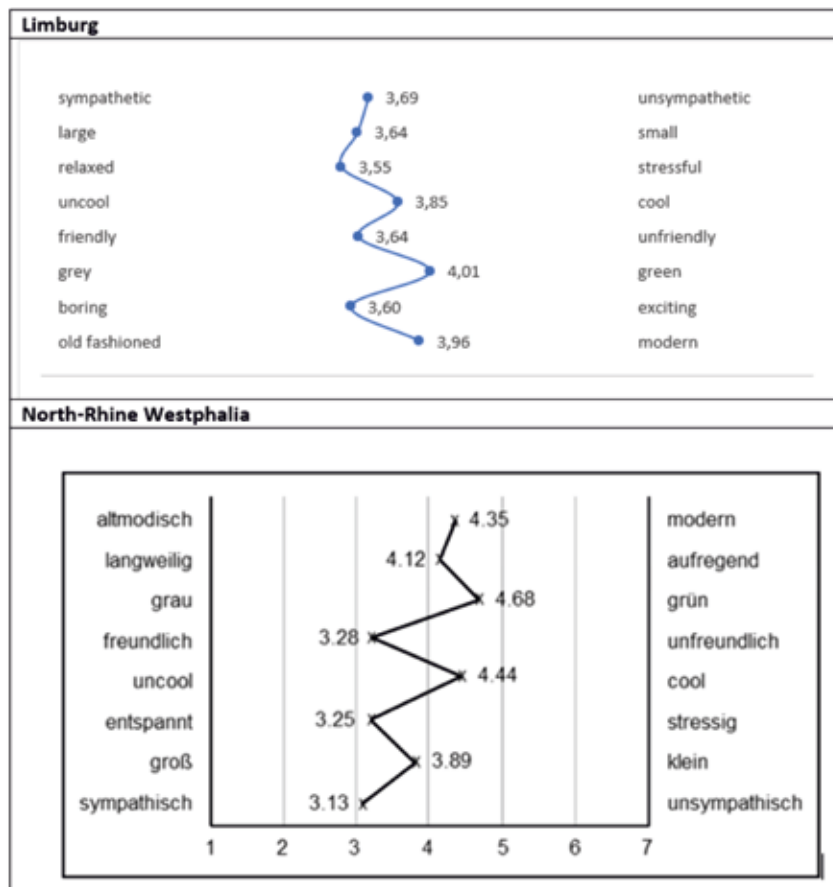 Limburg
sympathetic 3,69 unsympathetic
large 3,64 small
relaxed 3,55 stressful
uncool 3,85 cool
friendly 3,64 unfriendly
grey 4,01 green
boring 3,60 exciting
old fashioned 3,96 modern
North-Rhine Westphalia
altmodisch 4.35 modern
langweilig 4.12 aufregend
grau 4.68 grün
freundlich 3.28 unfreundlich
uncool 4.44 cool
entspannt 3.25 stressig
groß 3.89 klein
sympathisch 3.13 unsympathisch
1 2 3 4 5 6 7